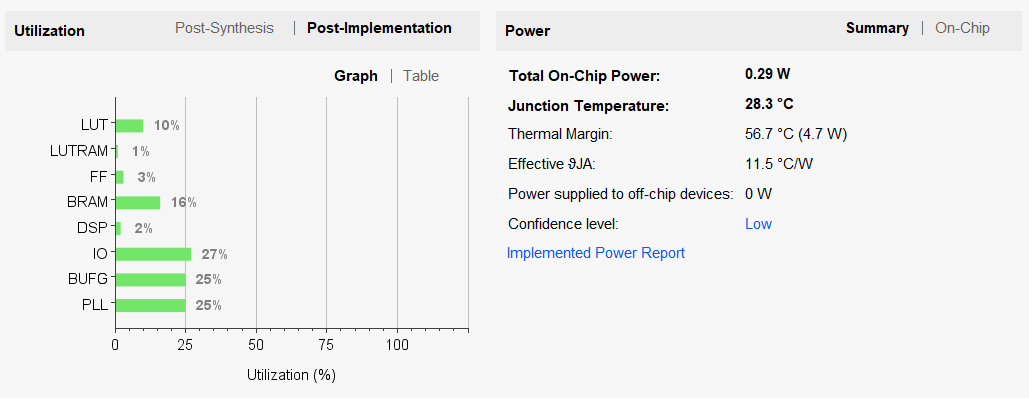 Utilization Post-Synthesis | Post-Implementation
Graph | Table
LUT 10%
LUTRAM 1%
FF 3%
BRAM 16%
DSP 2%
IO 27%
BUFG 25%
PLL 25%
0 25 50 75 100
Utilization (%)
Power Summary | On-Chip
Total On-Chip Power: 0.29 W
Junction Temperature: 28.3 °C
Thermal Margin: 56.7 °C (4.7 W)
Effective ϑJA: 11.5 °C/W
Power supplied to off-chip devices: 0 W
Confidence level: Low
Implemented Power Report